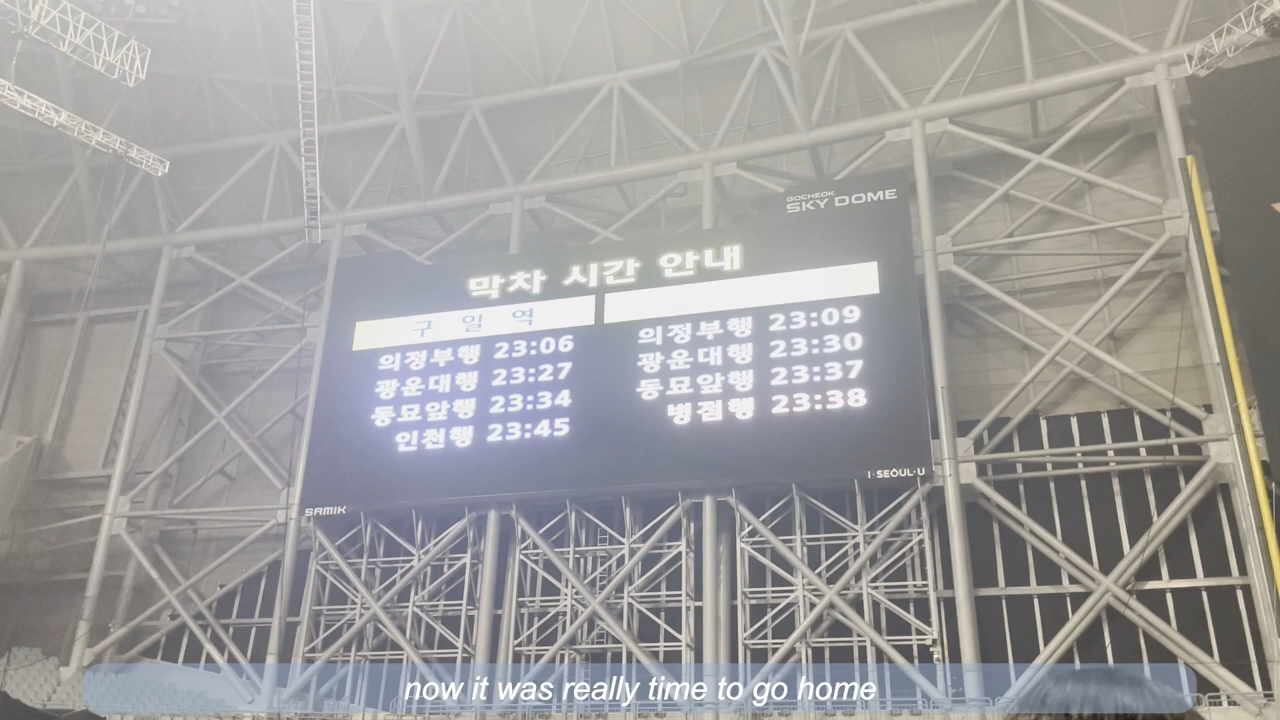 GOCHEOK
SKY DOME
막차 시간 안내
구 일 역
의정부행 23:06
광운대행 23:27
동묘앞행 23:34
인천행 23:45
의정부행 23:09
광운대행 23:30
동묘앞행 23:37
병점행 23:38
I·SEOUL·U
SAMIK
now it was really time to go home